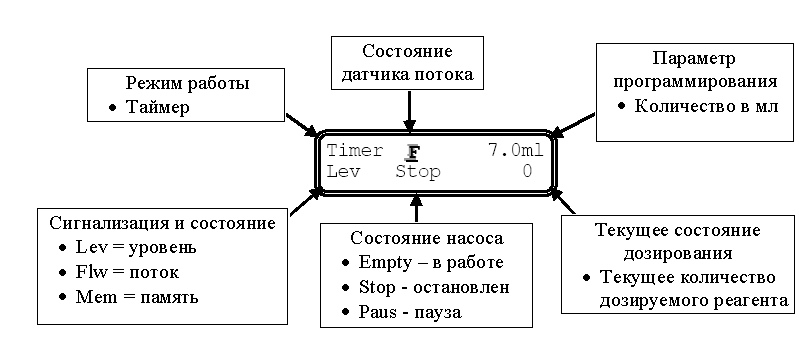 Состояние
датчика потока
Режим работы
• Таймер
Параметр
программирования
• Количество в мл
Timer F 7.0ml
Lev Stop 0
Сигнализация и состояние
• Lev = уровень
• Flw = поток
• Mem = память
Состояние насоса
• Empty – в работе
• Stop - остановлен
• Paus - пауза
Текущее состояние
дозирования
• Текущее количество
дозируемого реагента